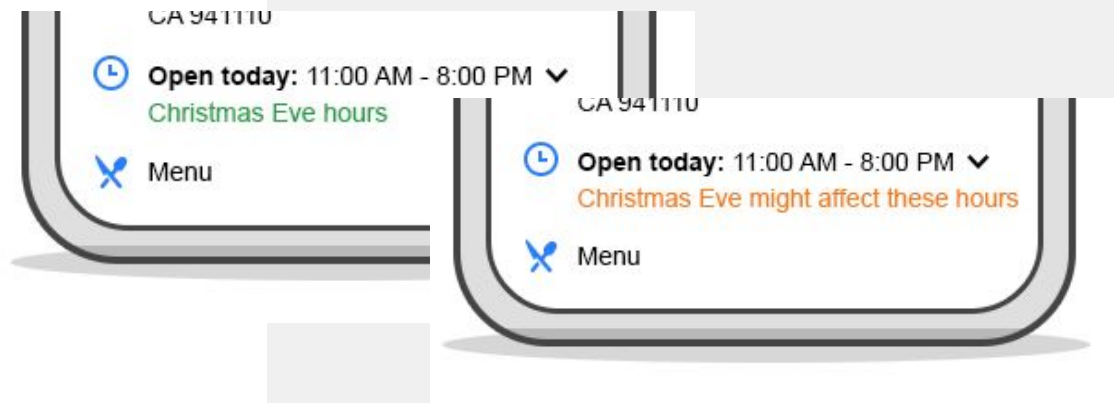 CA 941110
Open today: 11:00 AM - 8:00 PM
Christmas Eve hours
Menu
CA 941110
Open today: 11:00 AM - 8:00 PM
Christmas Eve might affect these hours
Menu